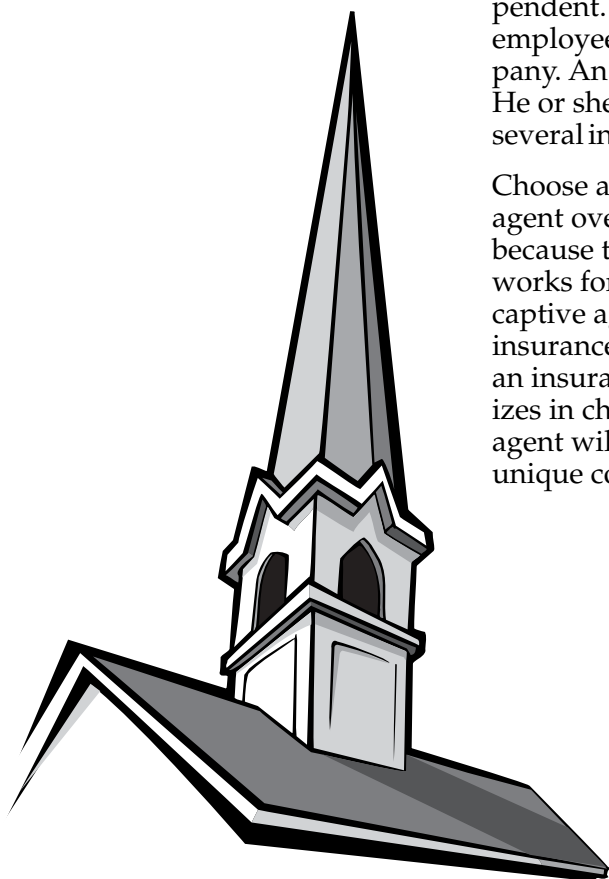 pendent.
employee
pany. An
He or she
several in
Choose a
agent ove
because t
works for
captive a
insurance
an insura
izes in ch
agent wil
unique co